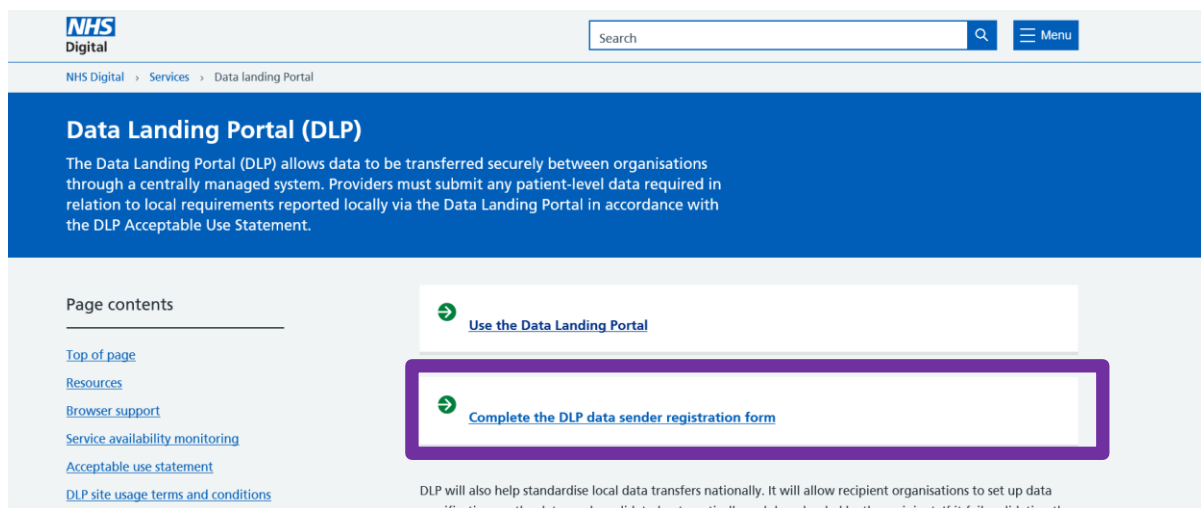 NHS
Digital
Search
Menu
NHS Digital › Services › Data landing Portal
Data Landing Portal (DLP)
The Data Landing Portal (DLP) allows data to be transferred securely between organisations
through a centrally managed system. Providers must submit any patient-level data required in
relation to local requirements reported locally via the Data Landing Portal in accordance with
the DLP Acceptable Use Statement.
Page contents
Top of page
Resources
Browser support
Service availability monitoring
Acceptable use statement
DLP site usage terms and conditions
Use the Data Landing Portal
Complete the DLP data sender registration form
DLP will also help standardise local data transfers nationally. It will allow recipient organisations to set up data